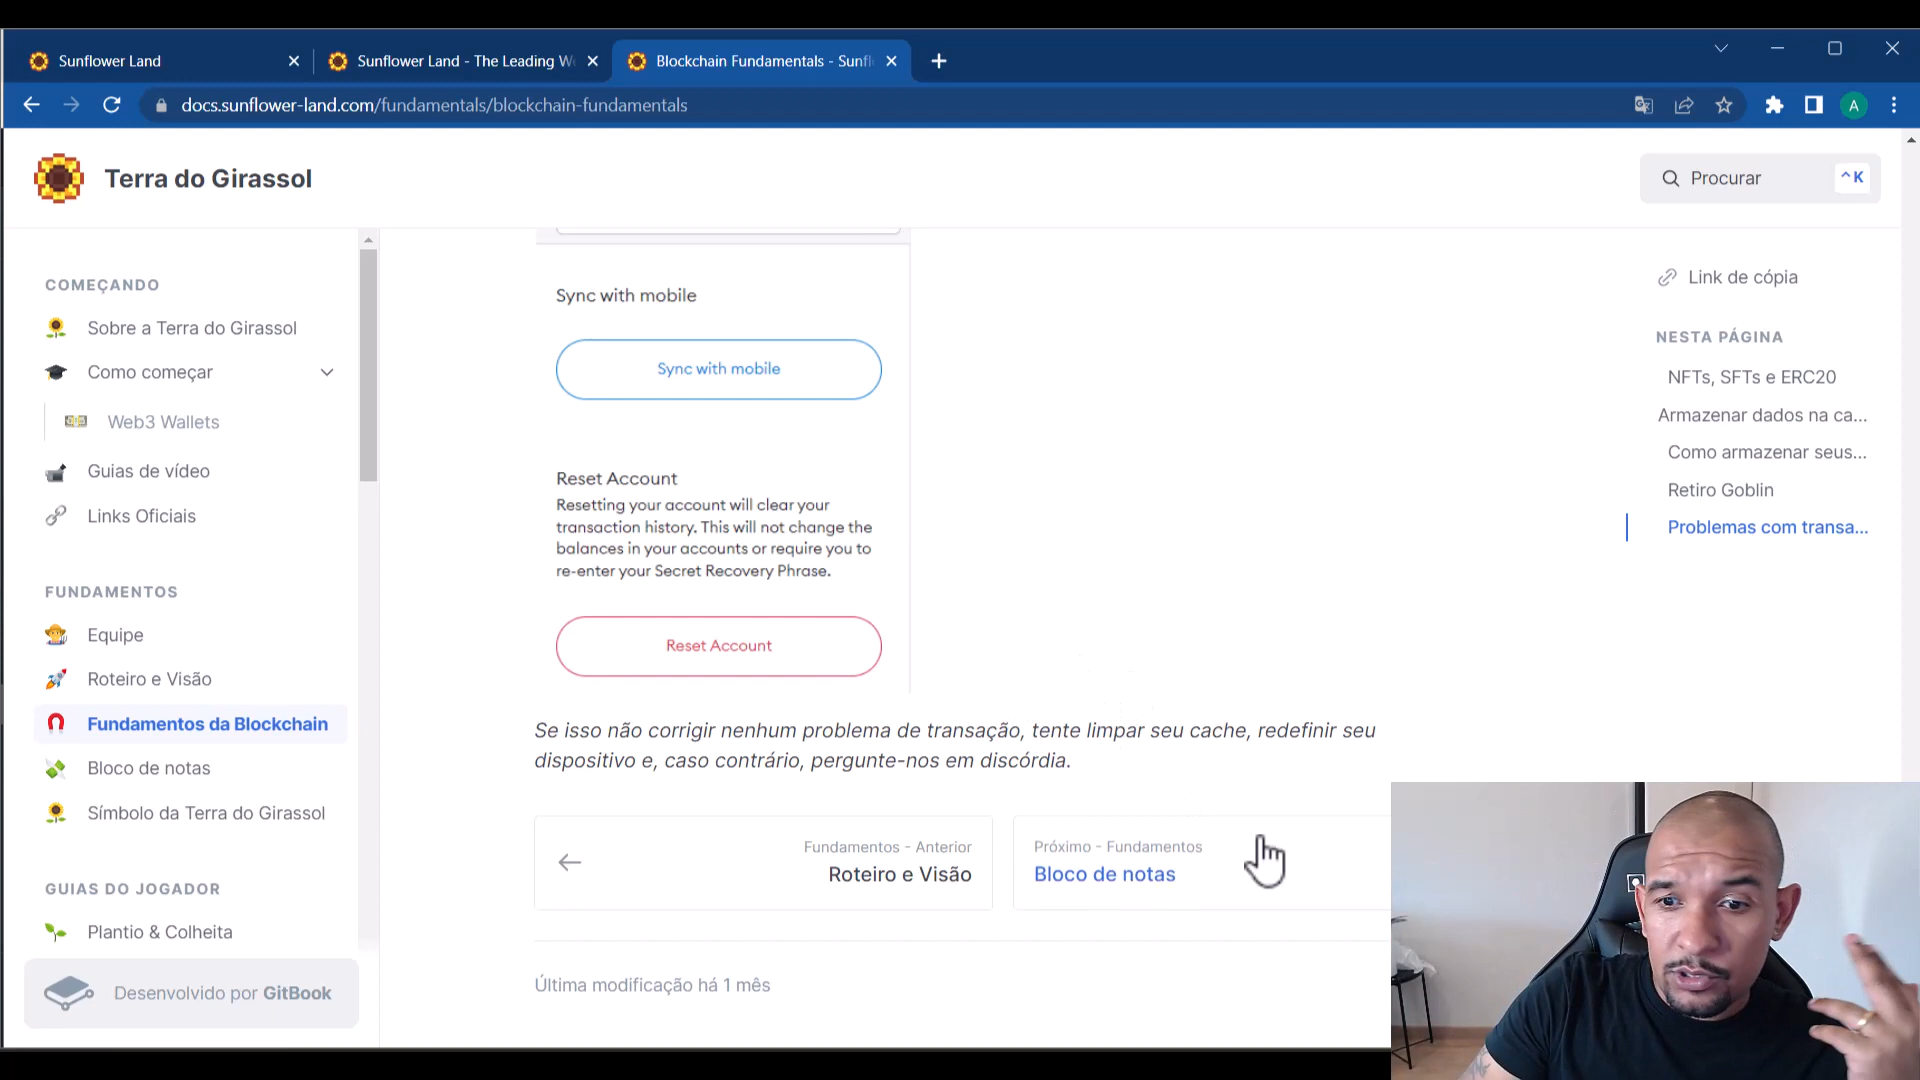 Sunflower Land
Sunflower Land - The Leading W
Blockchain Fundamentals - Sunfl
docs.sunflower-land.com/fundamentals/blockchain-fundamentals
A
Terra do Girassol
Procurar
^K
COMEÇANDO
Sobre a Terra do Girassol
Como começar
Web3 Wallets
Guias de vídeo
Links Oficiais
FUNDAMENTOS
Equipe
Roteiro e Visão
Fundamentos da Blockchain
Bloco de notas
Símbolo da Terra do Girassol
GUIAS DO JOGADOR
Plantio & Colheita
Desenvolvido por GitBook
Sync with mobile
Sync with mobile
Reset Account
Resetting your account will clear your
transaction history. This will not change the
balances in your accounts or require you to
re-enter your Secret Recovery Phrase.
Reset Account
Se isso não corrigir nenhum problema de transação, tente limpar seu cache, redefinir seu
dispositivo e, caso contrário, pergunte-nos em discórdia.
Fundamentos - Anterior
Roteiro e Visão
Próximo - Fundamentos
Bloco de notas
Última modificação há 1 mês
Link de cópia
NESTA PÁGINA
NFTs, SFTs e ERC20
Armazenar dados na ca...
Como armazenar seus...
Retiro Goblin
Problemas com transa...